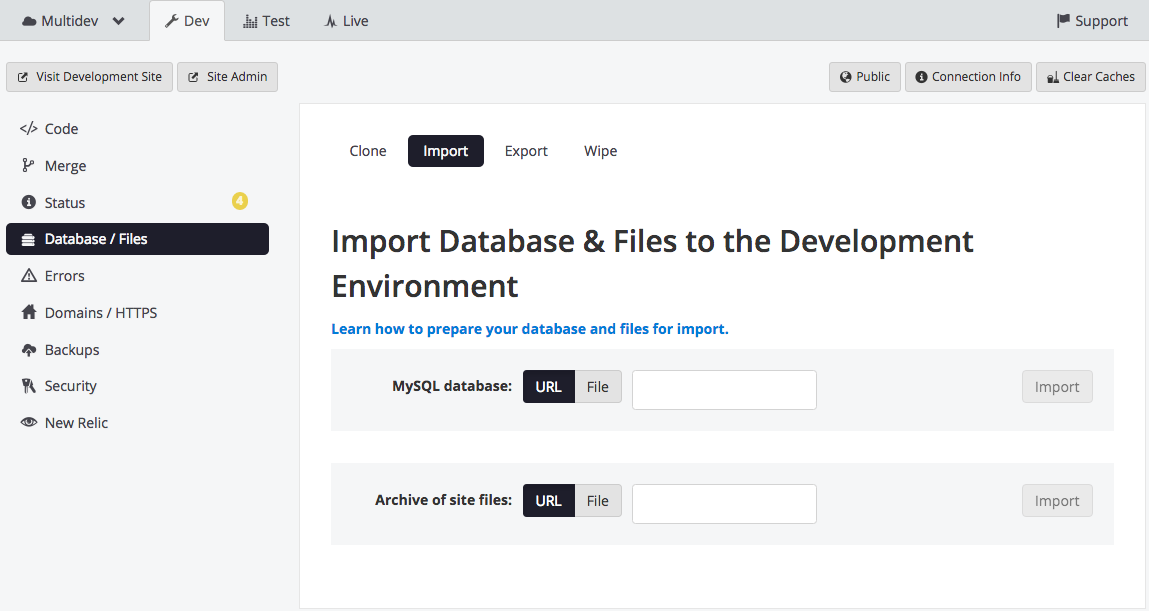 Multidev Dev Test Live Support
Visit Development Site Site Admin Public Connection Info Clear Caches
Code
Merge
Status 4
Database / Files
Errors
Domains / HTTPS
Backups
Security
New Relic
Clone Import Export Wipe
Import Database & Files to the Development
Environment
Learn how to prepare your database and files for import.
MySQL database: URL File Import
Archive of site files: URL File Import